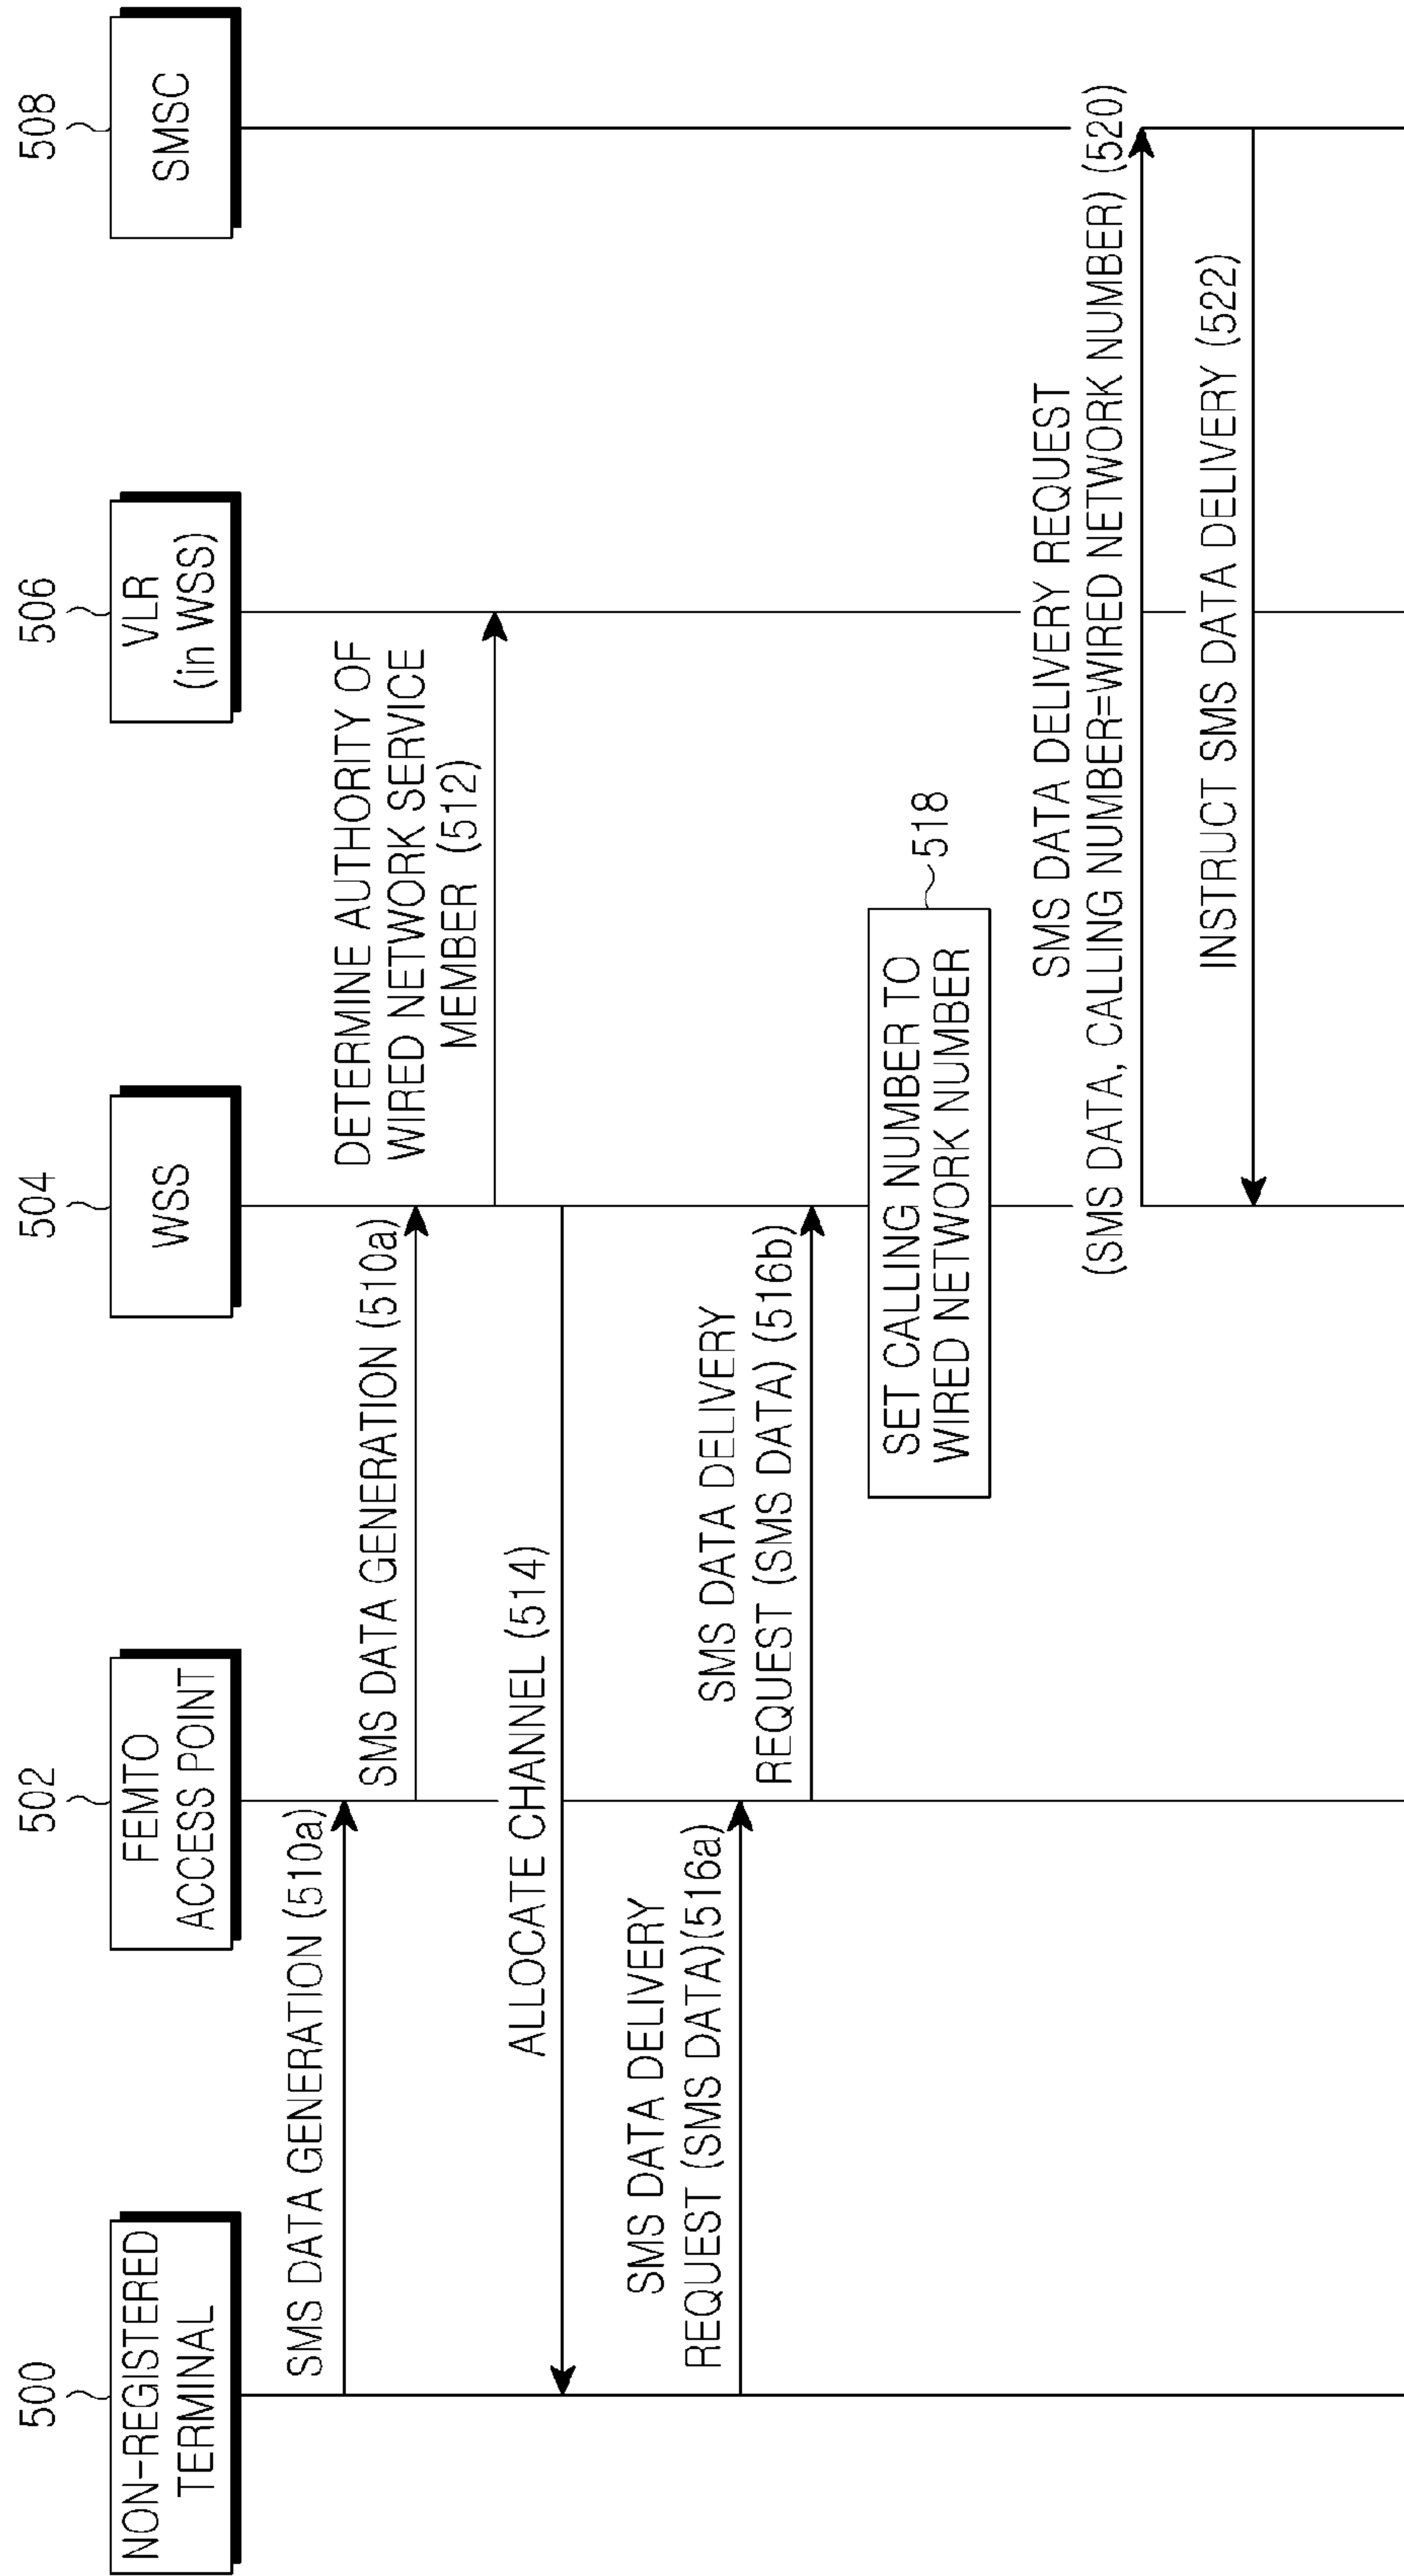 500
502
504
506
508
NON-REGISTERED
TERMINAL
FEMTO
ACCESS POINT
WSS
VLR
(in WSS)
SMSC
SMS DATA GENERATION (510a)
SMS DATA GENERATION (510a)
DETERMINE AUTHORITY OF
WIRED NETWORK SERVICE
MEMBER (512)
ALLOCATE CHANNEL (514)
SMS DATA DELIVERY
REQUEST (SMS DATA)(516a)
SMS DATA DELIVERY
REQUEST (SMS DATA) (516b)
SET CALLING NUMBER TO
WIRED NETWORK NUMBER
518
SMS DATA DELIVERY REQUEST
(SMS DATA, CALLING NUMBER=WIRED NETWORK NUMBER) (520)
INSTRUCT SMS DATA DELIVERY (522)